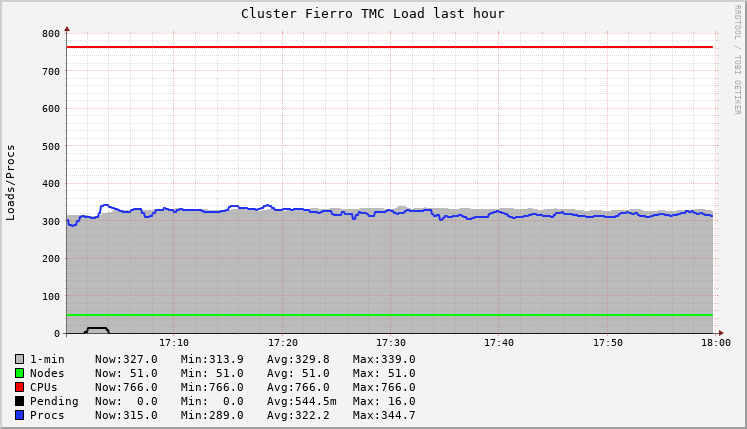 Cluster Fierro TMC Load last hour
RRDTOOL / TOBI OETIKER
Loads/Procs
800
700
600
500
400
300
200
100
0
17:10 17:20 17:30 17:40 17:50 18:00
1-min Now:327.0 Min:313.9 Avg:329.8 Max:339.0
Nodes Now: 51.0 Min: 51.0 Avg: 51.0 Max: 51.0
CPUs Now:766.0 Min:766.0 Avg:766.0 Max:766.0
Pending Now: 0.0 Min: 0.0 Avg:544.5m Max: 16.0
Procs Now:315.0 Min:289.0 Avg:322.2 Max:344.7